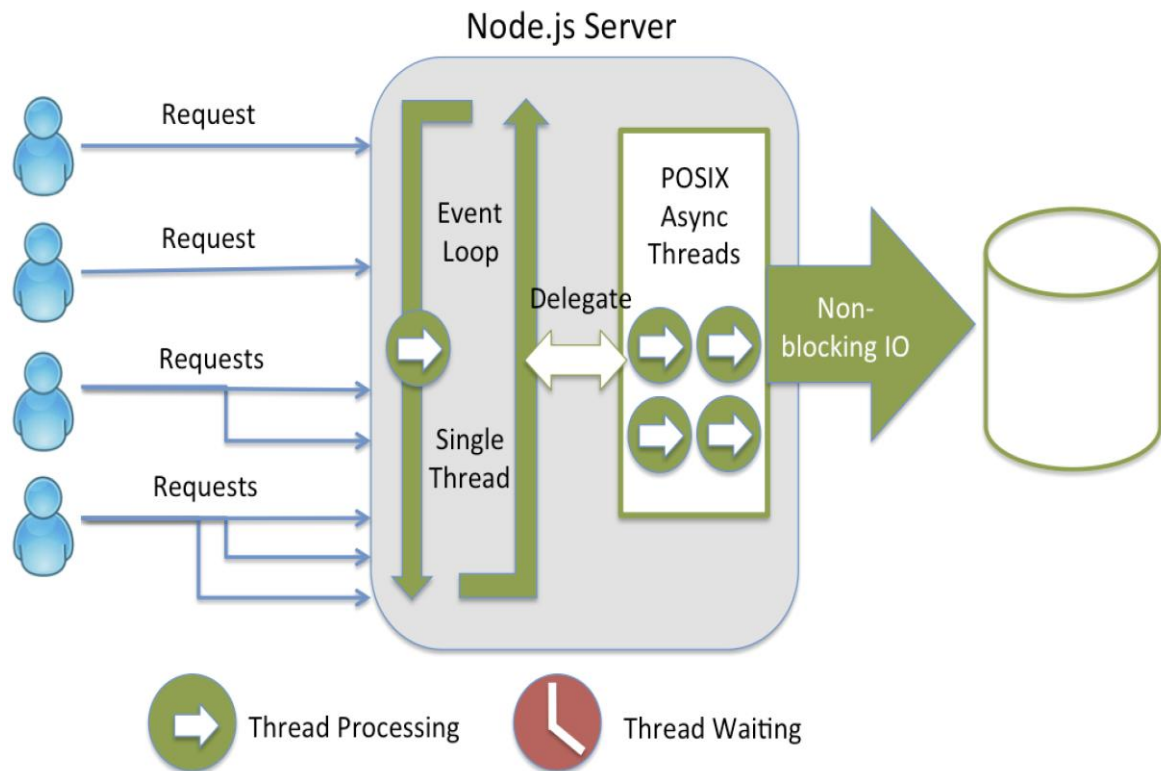 Node.js Server
Request
Request
Requests
Requests
Event
Loop
Single
Thread
Delegate
POSIX
Async
Threads
Non-
blocking IO
Thread Processing
Thread Waiting